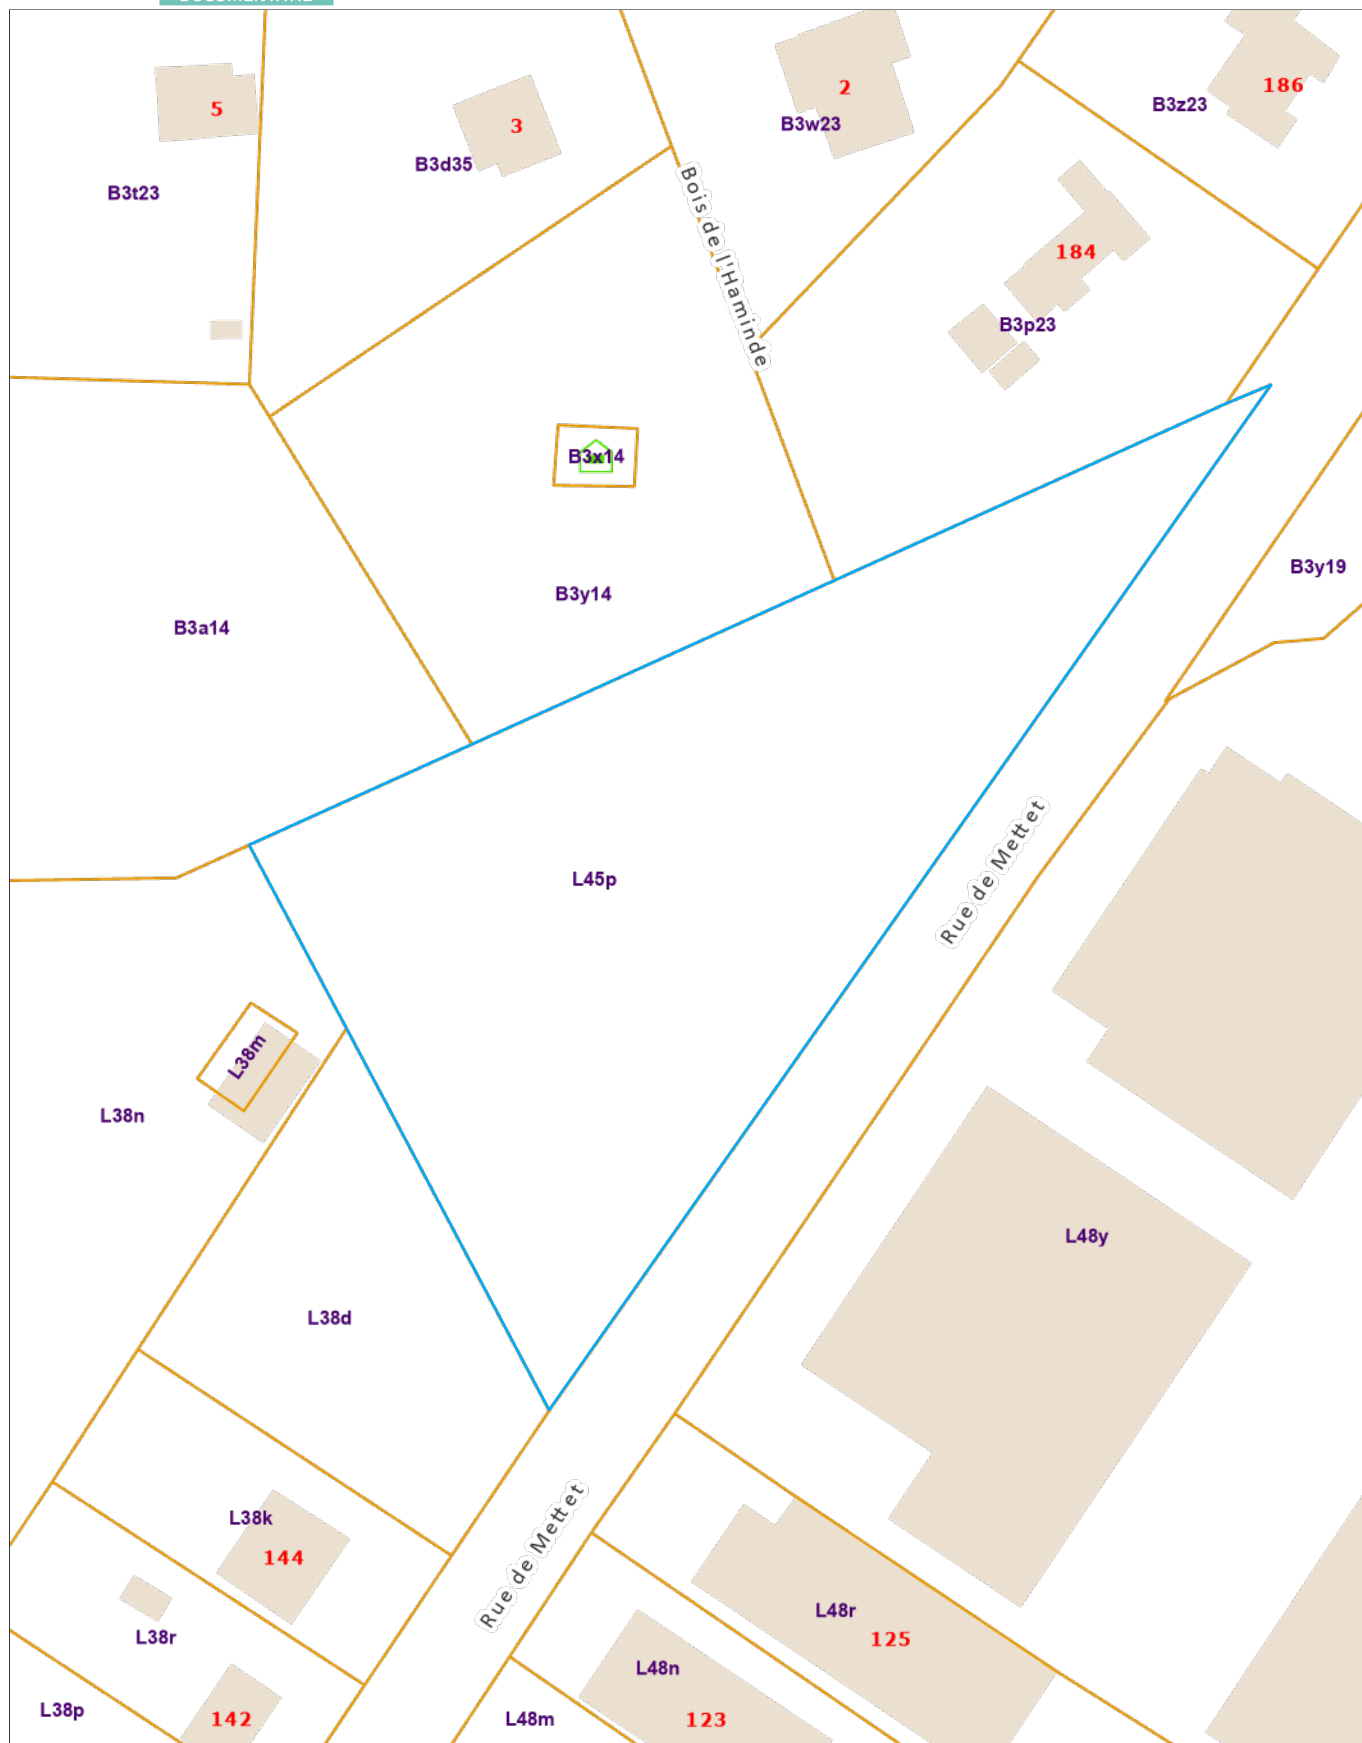 186
2
B3z23
5
3
B3w23
B3d35
B3t23
Bois de l'Haminde
184
B3p23
B3x14
B3y19
B3y14
B3a14
Rue de Mettet
L45p
L38m
L38n
L48y
L38d
Rue de Mettet
L38k
144
L48r
L38r
125
L48n
L38p
142
L48m
123